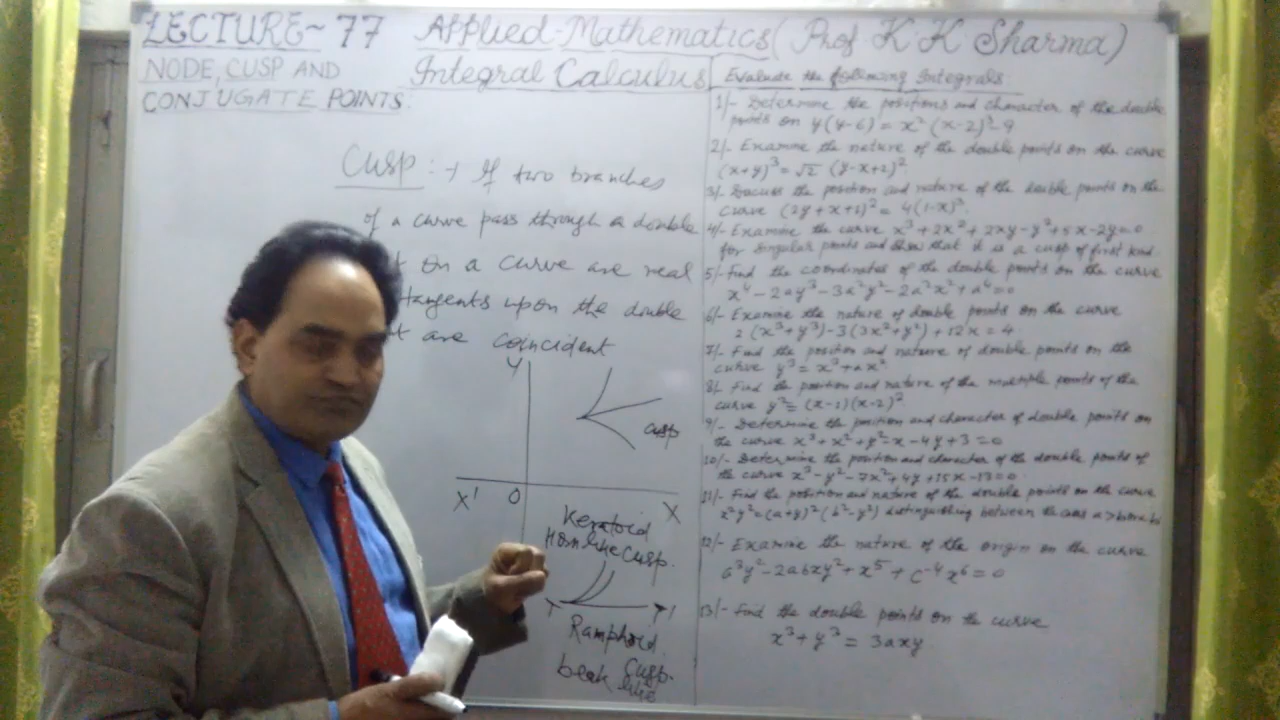 LECTURE~77 Applied Mathematics (Prof K.K Sharma)
NODE, CUSP AND
CONJUGATE POINTS.
Integral Calculus
Cusp :→ If two branches
of a curve pass through a double
on a curve are real
tangents upon the double
are coincident
Y
cusp
X' O X
Keratoid
Horn like Cusp.
T T'
Ramphoid
Cusp.
beak like
Evaluate the following Integrals
1/- Determine the positions and character of the double
points on y(y-6) = x²(x-2)³-9
2/- Examine the nature of the double points on the curve
(x+y)³ = √2 (y-x+2)²
3/- Discuss the position and nature of the double points on the
curve (2y+x+1)² = 4(1-x)⁵
4/- Examine the curve x³+2x²+2xy-y²+5x-2y=0
for singular points and show that it is a cusp of first kind
5/- Find the coordinates of the double points on the curve
x⁴-2ay³-3a²y²-2a²x²+a⁴=0
6/- Examine the nature of double points on the curve
2(x³+y³)-3(3x²+y²)+12x=4
7/- Find the position and nature of double points on the
curve y³=x³+ax²
8/- Find the position and nature of the multiple points of the
curve y²=(x-1)(x-2)²
9/- Determine the position and character of double points on
the curve x³+x²+y²-x-4y+3=0
10/- Determine the position and character of the double points of
the curve x³-y²-7x²+4y+15x-13=0
11/- Find the position and nature of the double points on the curve
x²y²=(a+y)²(b²-y²) distinguishing between the cases a>b or a<b
12/- Examine the nature of the origin on the curve
a³y²-2abxy²+x⁵+c⁻⁴x⁶=0
13/- Find the double points on the curve
x³+y³=3axy